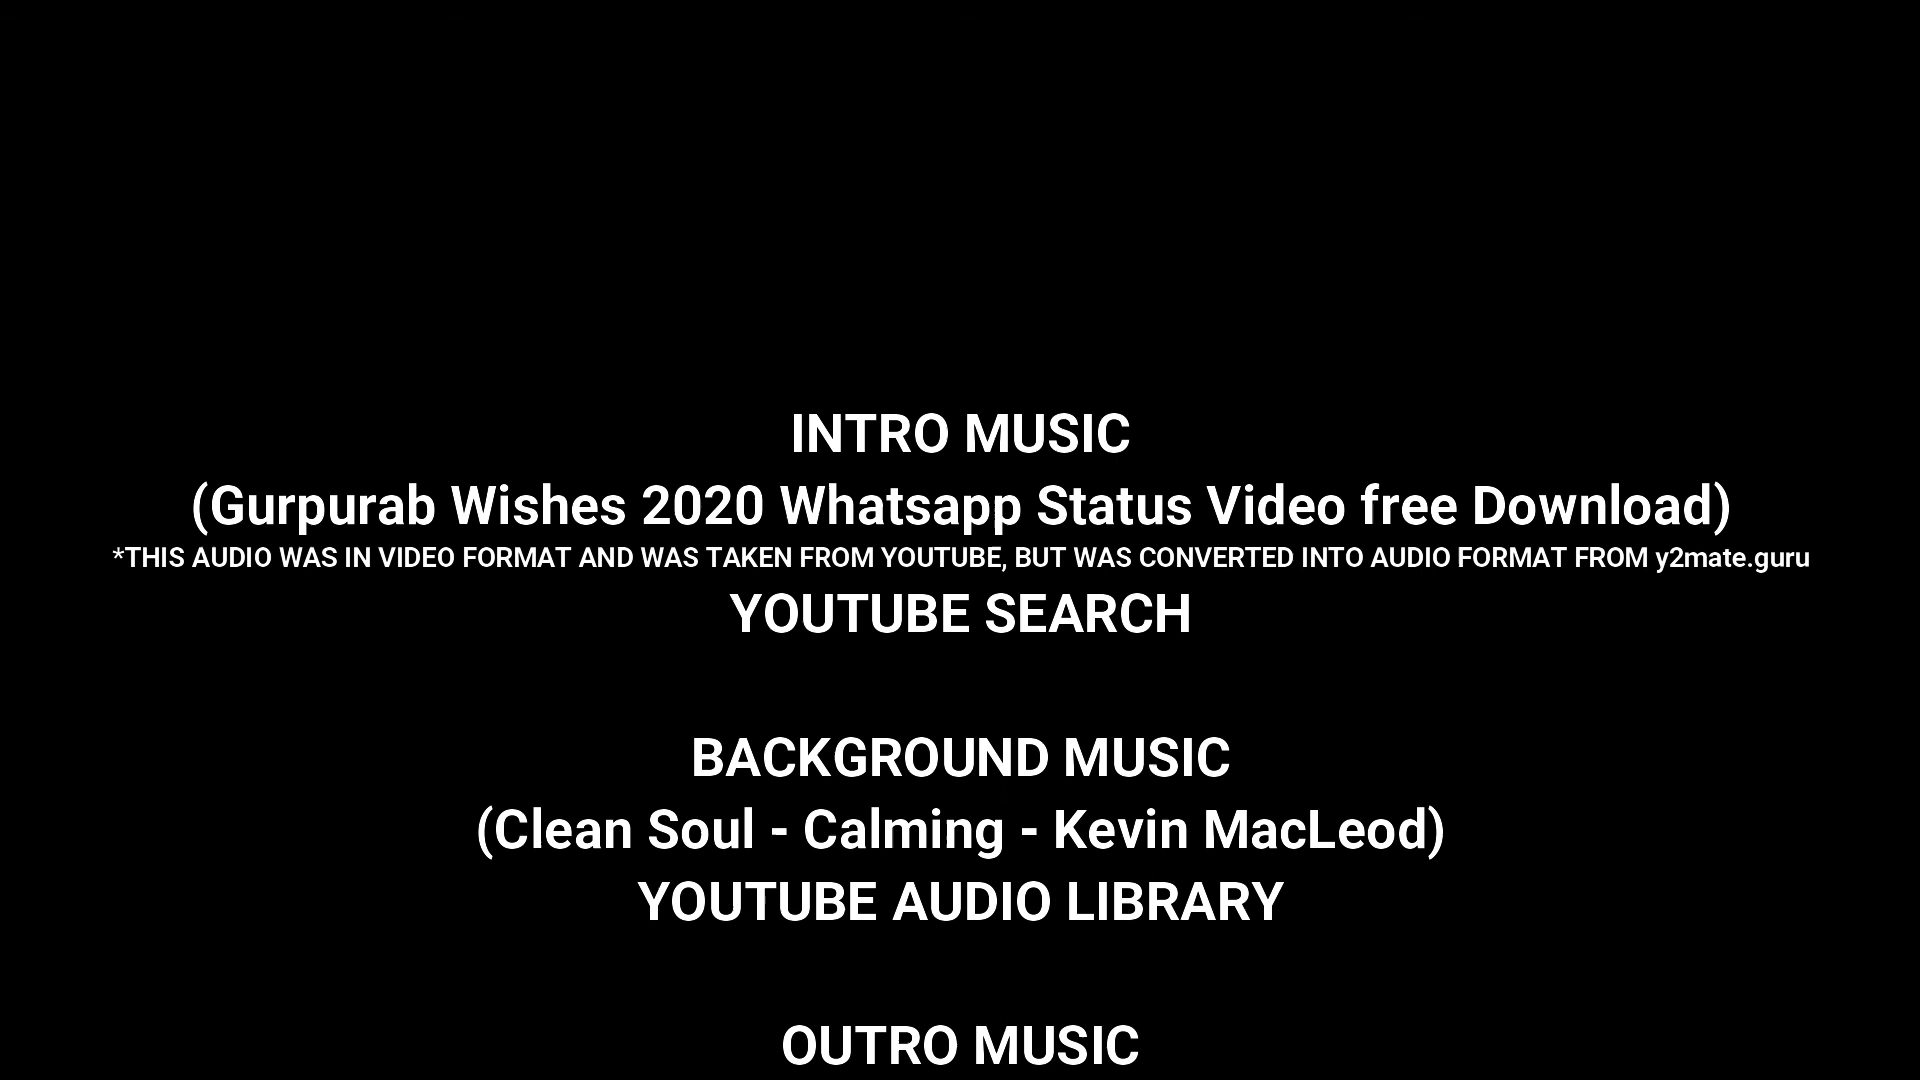 INTRO MUSIC
(Gurpurab Wishes 2020 Whatsapp Status Video free Download)
*THIS AUDIO WAS IN VIDEO FORMAT AND WAS TAKEN FROM YOUTUBE, BUT WAS CONVERTED INTO AUDIO FORMAT FROM y2mate.guru
YOUTUBE SEARCH
BACKGROUND MUSIC
(Clean Soul - Calming - Kevin MacLeod)
YOUTUBE AUDIO LIBRARY
OUTRO MUSIC